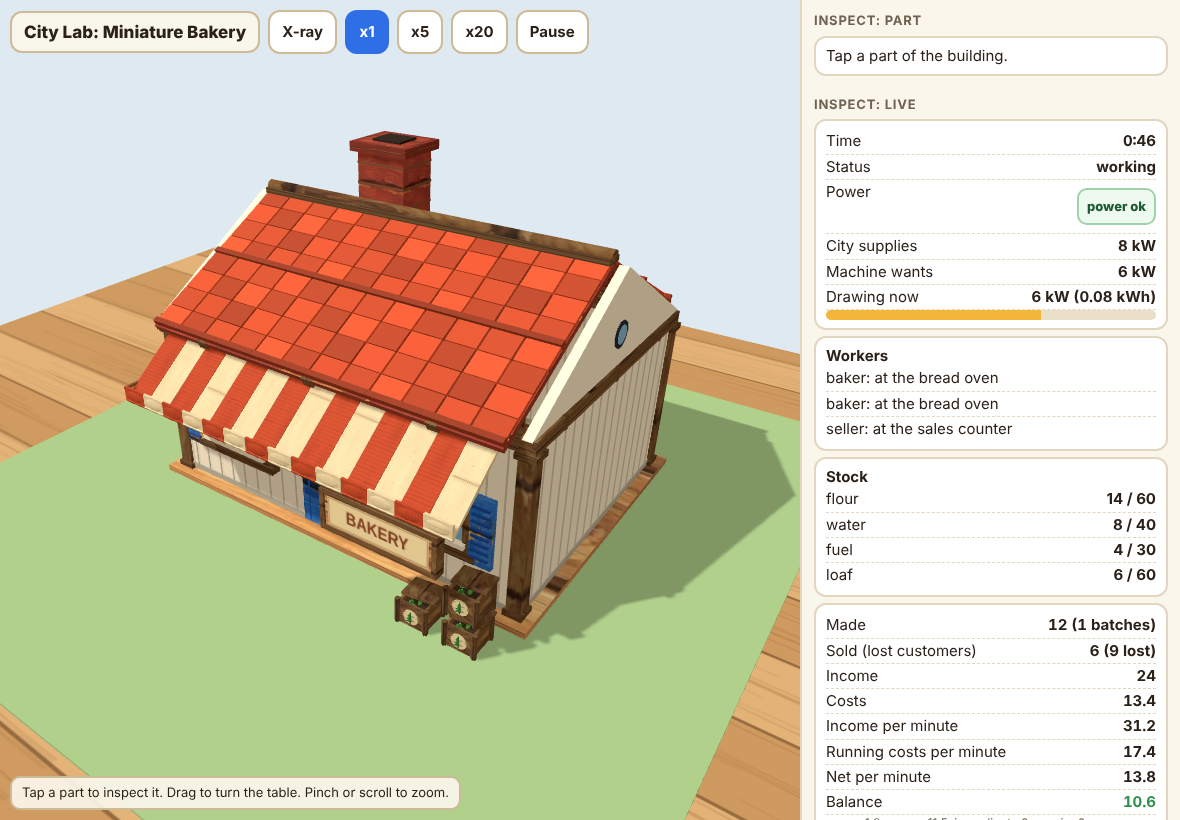 City Lab: Miniature Bakery
X-ray
x1
x5
x20
Pause
BAKERY
Tap a part to inspect it. Drag to turn the table. Pinch or scroll to zoom.
INSPECT: PART
Tap a part of the building.
INSPECT: LIVE
Time 0:46
Status working
Power power ok
City supplies 8 kW
Machine wants 6 kW
Drawing now 6 kW (0.08 kWh)
Workers
baker: at the bread oven
baker: at the bread oven
seller: at the sales counter
Stock
flour 14 / 60
water 8 / 40
fuel 4 / 30
loaf 6 / 60
Made 12 (1 batches)
Sold (lost customers) 6 (9 lost)
Income 24
Costs 13.4
Income per minute 31.2
Running costs per minute 17.4
Net per minute 13.8
Balance 10.6